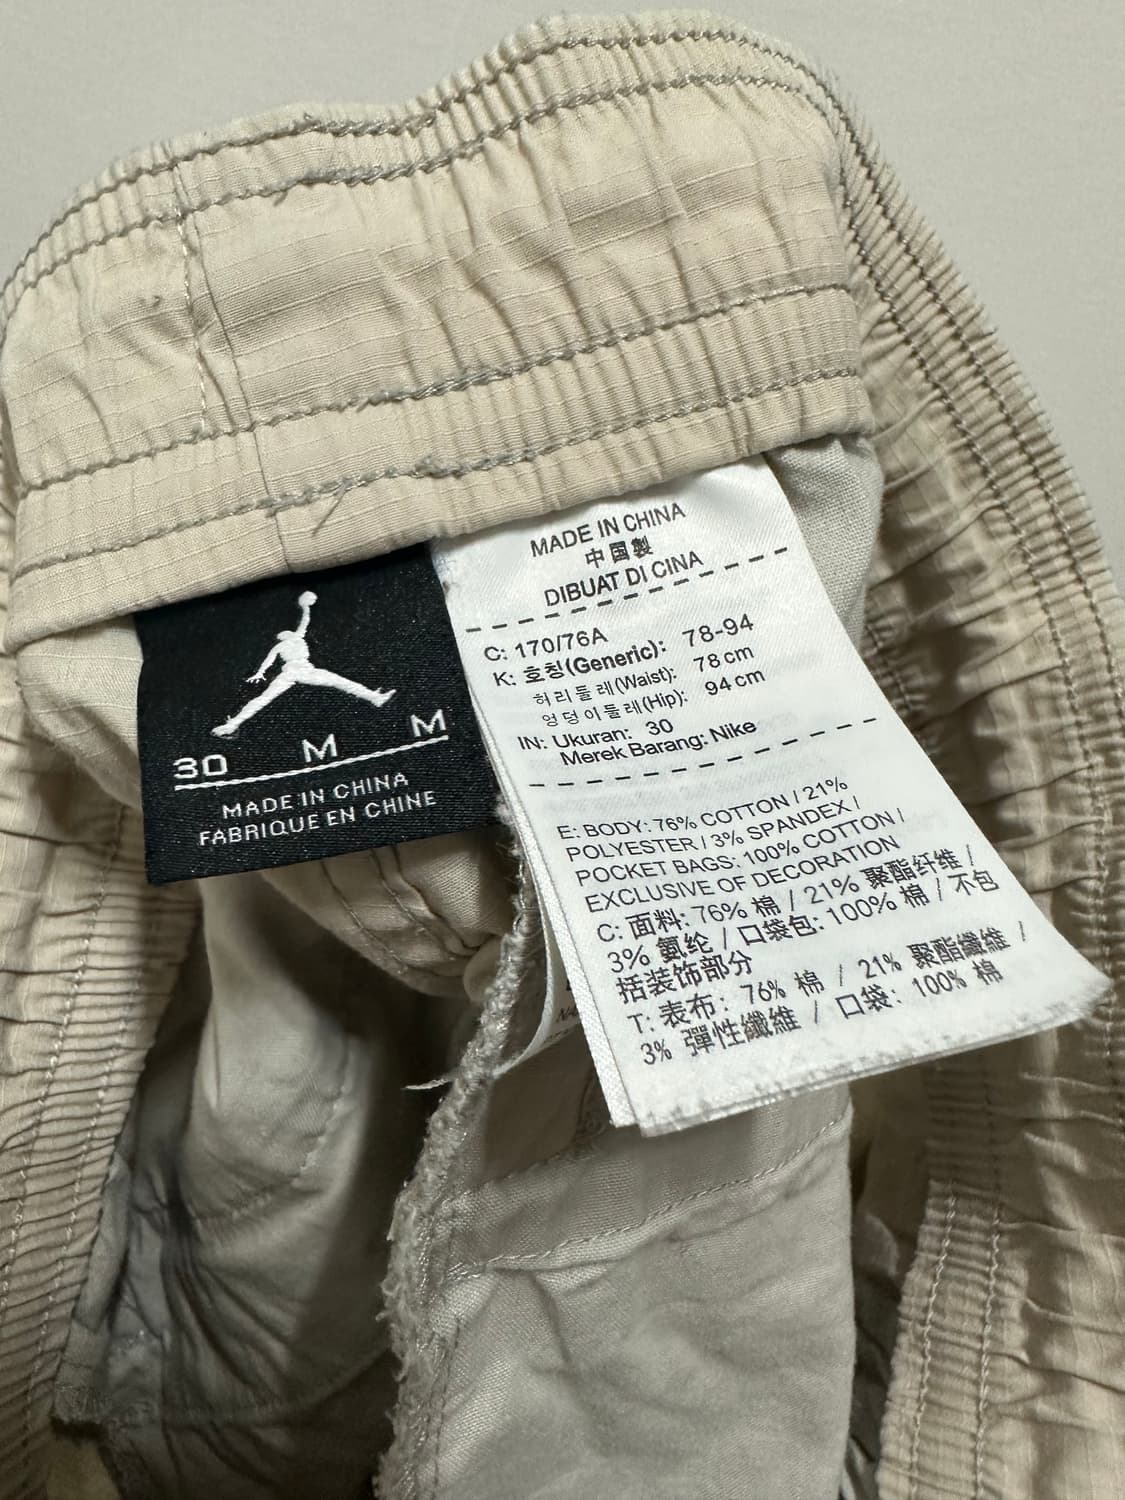 30 M M
MADE IN CHINA
FABRIQUE EN CHINE
MADE IN CHINA
中国製
DIBUAT DI CINA
C: 170/76A
K: 호칭(Generic): 78-94
허리둘레(Waist): 78 cm
엉덩이둘레(Hip): 94 cm
IN: Ukuran: 30
Merek Barang: Nike
E: BODY: 76% COTTON / 21%
POLYESTER / 3% SPANDEX /
POCKET BAGS: 100% COTTON /
EXCLUSIVE OF DECORATION
C: 面料: 76% 棉 / 21% 聚酯纤维 /
3% 氨纶 / 口袋包: 100% 棉 / 不包
括装饰部分
T: 表布: 76% 棉 / 21% 聚酯纖維 /
3% 彈性纖維 / 口袋: 100% 棉